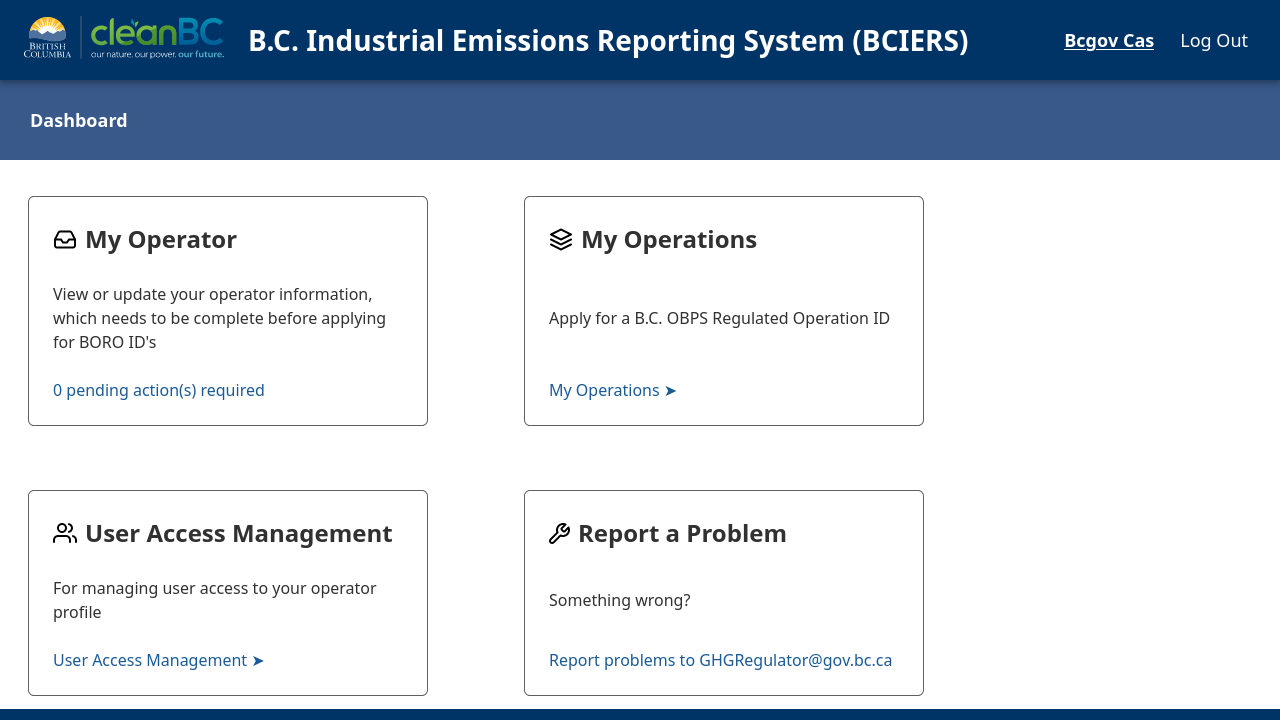 BRITISH
COLUMBIA
cleanBC
our nature. our power. our future.
B.C. Industrial Emissions Reporting System (BCIERS)
Bcgov Cas
Log Out
Dashboard
My Operator
View or update your operator information,
which needs to be complete before applying
for BORO ID's
0 pending action(s) required
My Operations
Apply for a B.C. OBPS Regulated Operation ID
My Operations ➤
User Access Management
For managing user access to your operator
profile
User Access Management ➤
Report a Problem
Something wrong?
Report problems to GHGRegulator@gov.bc.ca